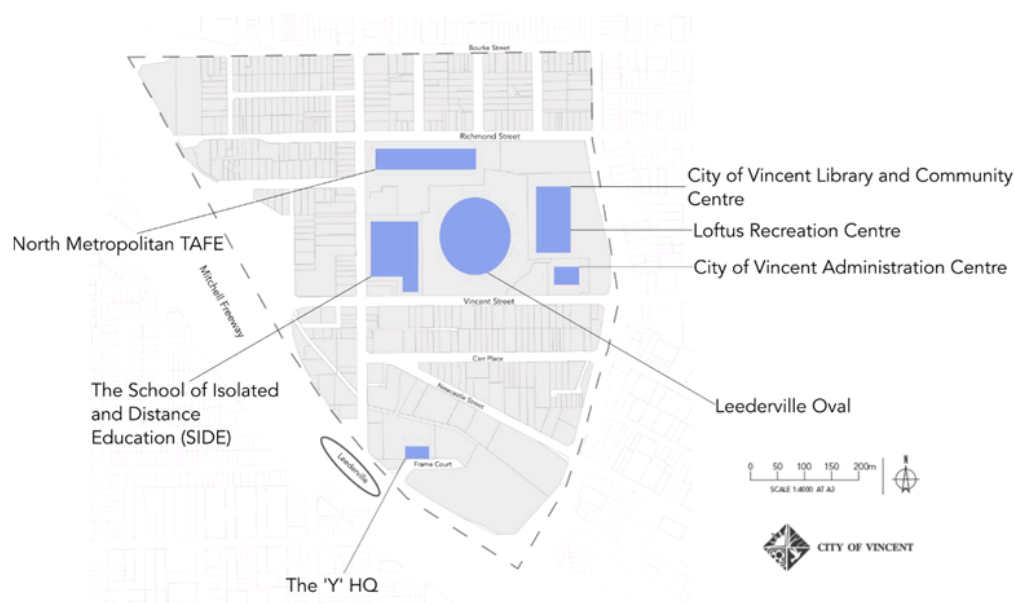 Bourke Street
Richmond Street
City of Vincent Library and Community
Centre
Loftus Recreation Centre
North Metropolitan TAFE
City of Vincent Administration Centre
Mitchell Freeway
Vincent Street
Carr Place
The School of Isolated
and Distance
Education (SIDE)
Newcastle Street
Leederville Oval
Leederville
Frame Court
0 50 100 150 200m
SCALE 1:4000 AT A3
N
CITY OF VINCENT
The 'Y' HQ